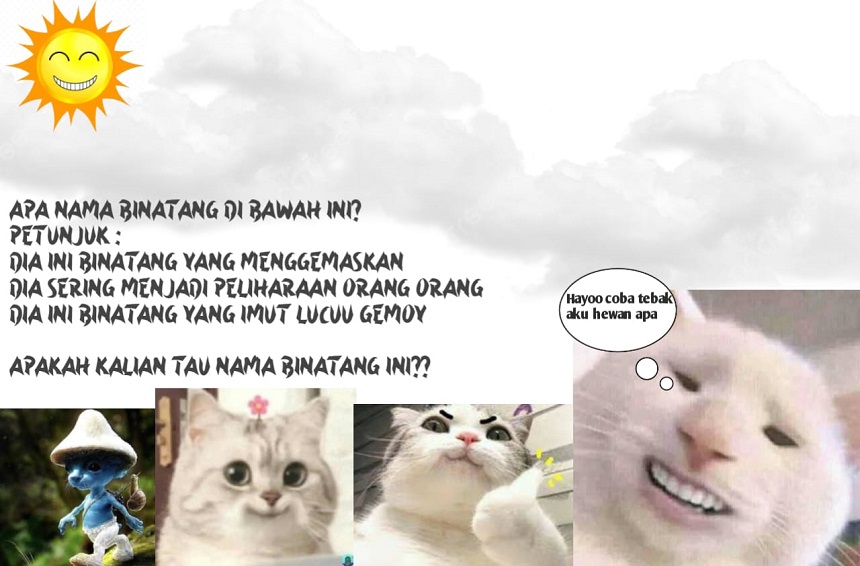 APA NAMA BINATANG DI BAWAH INI?
PETUNJUK :
DIA INI BINATANG YANG MENGGEMASKAN
DIA SERING MENJADI PELIHARAAN ORANG ORANG
DIA INI BINATANG YANG IMUT LUCUU GEMOY
APAKAH KALIAN TAU NAMA BINATANG INI??
Hayoo coba tebak
aku hewan apa